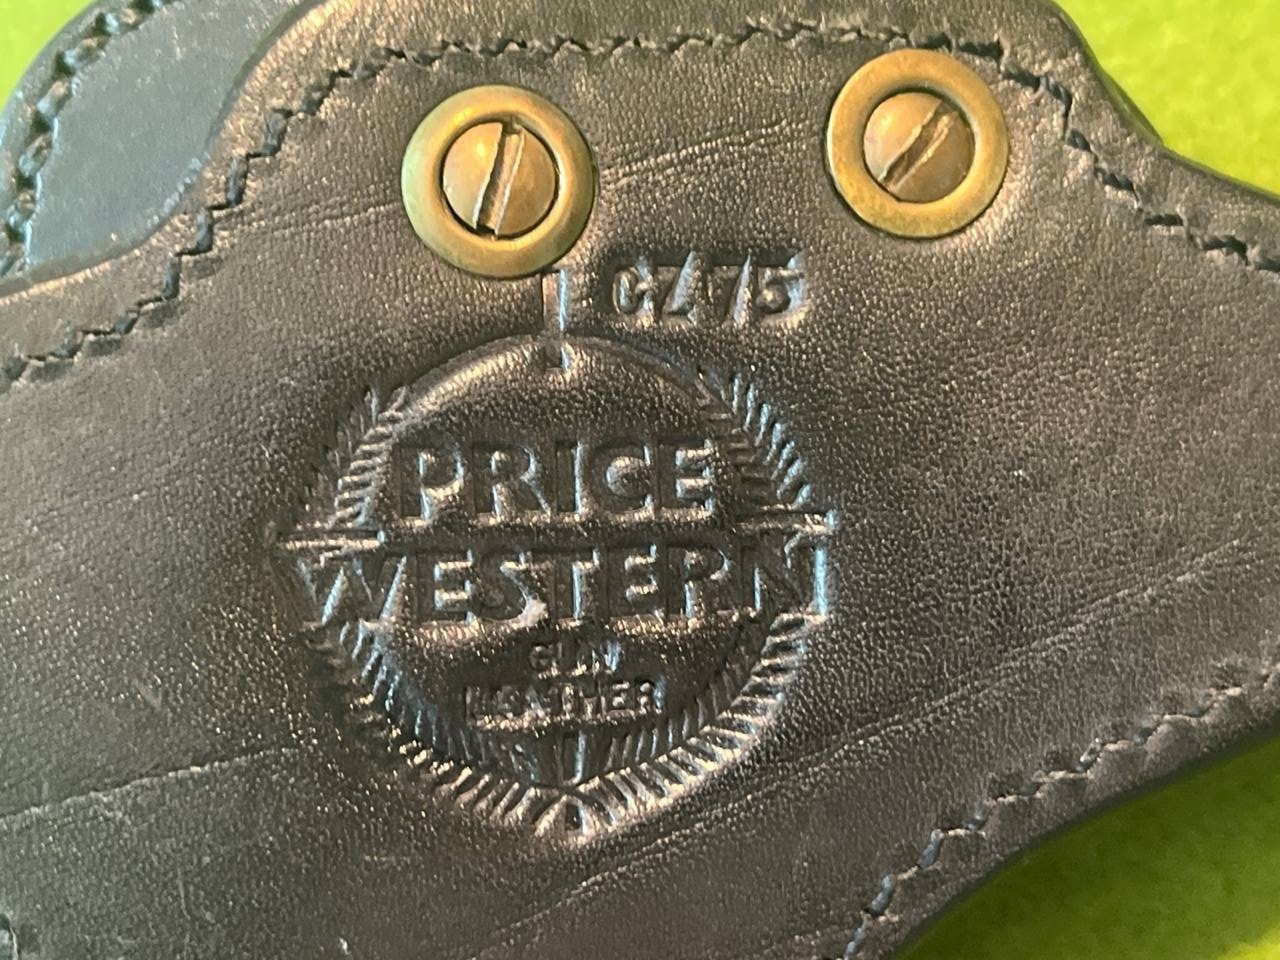 CZ 75
PRICE
WESTERN
GUN
LEATHER